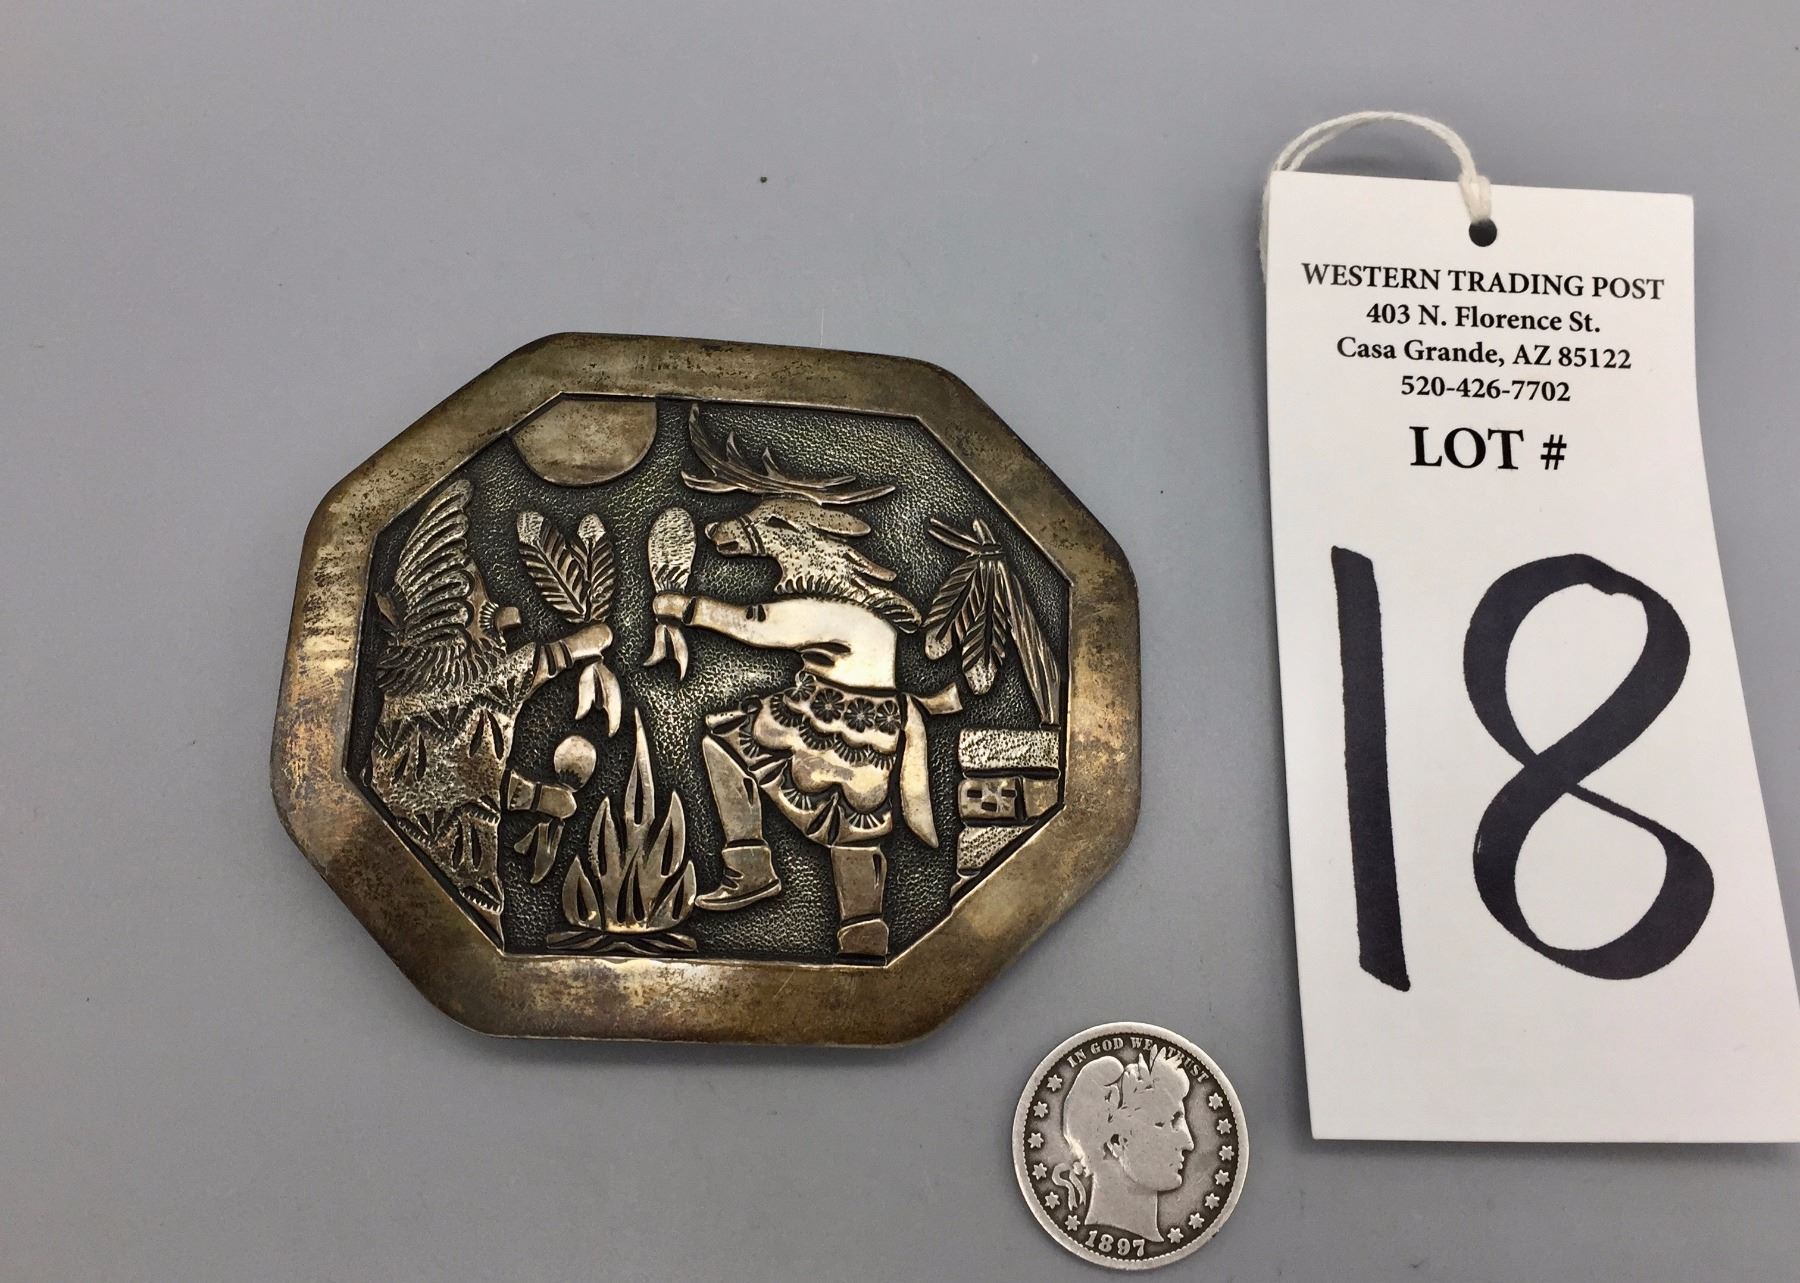 WESTERN TRADING POST
403 N. Florence St.
Casa Grande, AZ 85122
520-426-7702
LOT #
18
IN GOD WE TRUST
1897